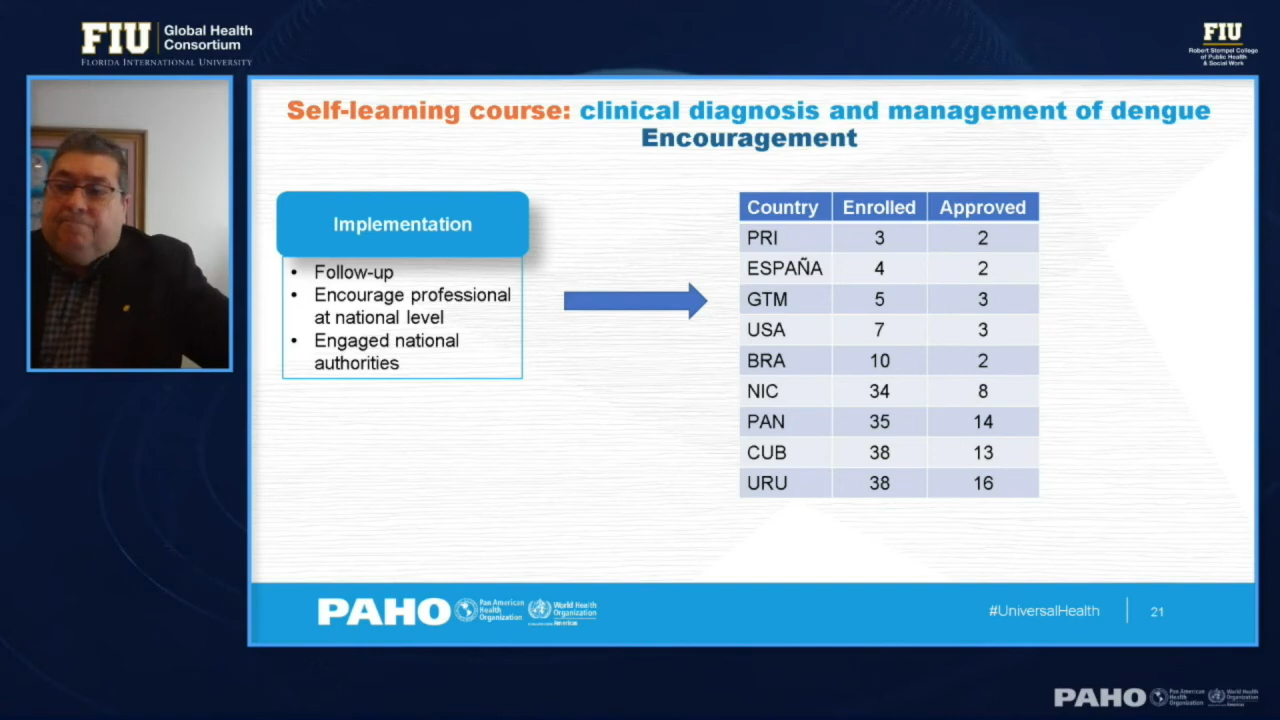 FIU Global Health Consortium
FLORIDA INTERNATIONAL UNIVERSITY
FIU
Robert Stempel College
of Public Health
& Social Work
Self-learning course: clinical diagnosis and management of dengue
Encouragement
Implementation
• Follow-up
• Encourage professional
at national level
• Engaged national
authorities
Country Enrolled Approved
PRI 3 2
ESPAÑA 4 2
GTM 5 3
USA 7 3
BRA 10 2
NIC 34 8
PAN 35 14
CUB 38 13
URU 38 16
PAHO Pan American Health Organization World Health Organization Americas
#UniversalHealth 21
PAHO Pan American Health Organization World Health Organization Americas